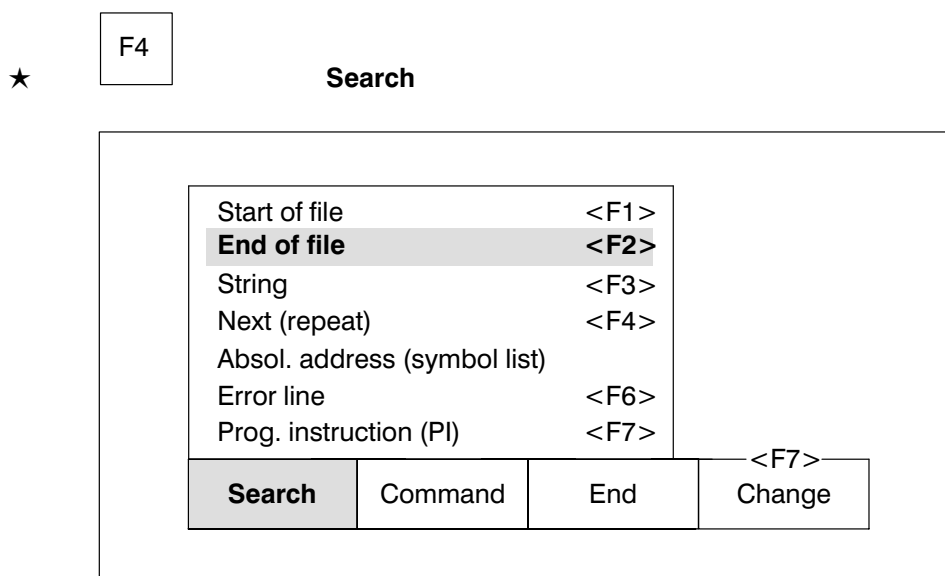 F4
★ Search
Start of file <F1>
End of file <F2>
String <F3>
Next (repeat) <F4>
Absol. address (symbol list)
Error line <F6>
Prog. instruction (PI) <F7>
<F7>
Search Command End Change